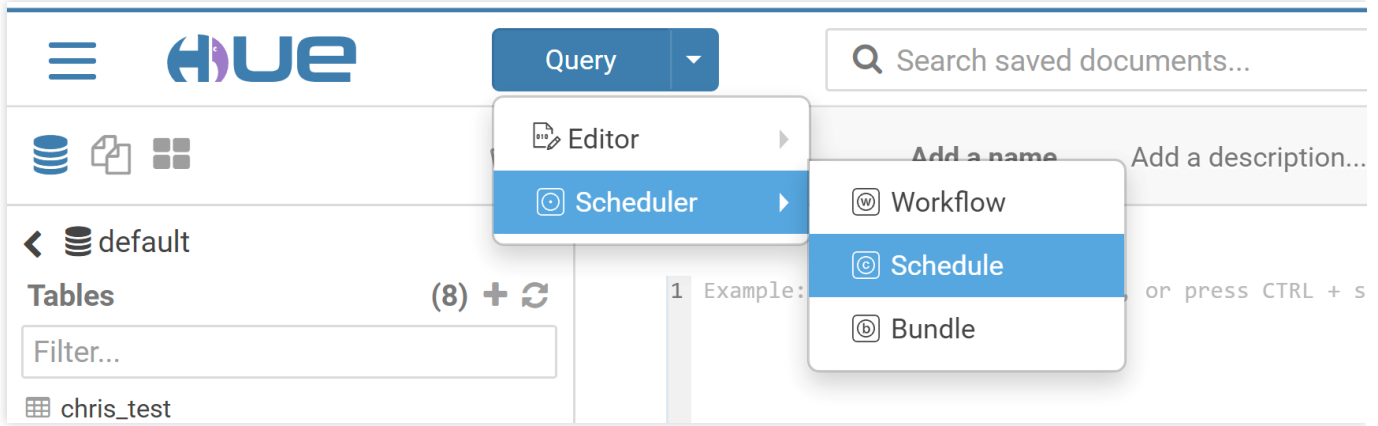 HUE
Query
Search saved documents...
Editor
Add a name
Add a description...
Scheduler
Workflow
default
Schedule
Tables (8)
1 Example: , or press CTRL + s
Bundle
Filter...
chris_test